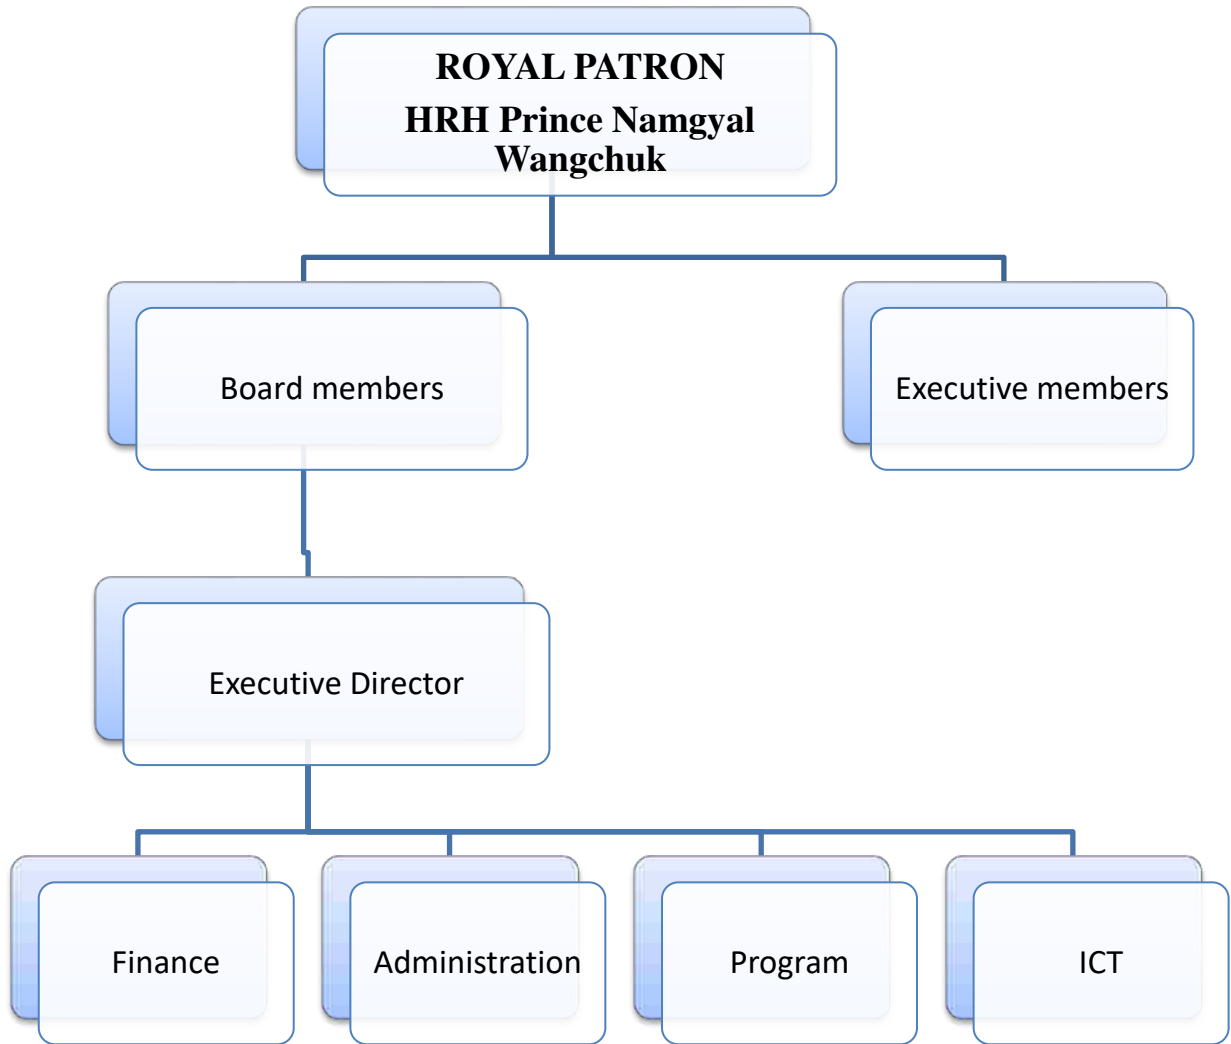 ROYAL PATRON
HRH Prince Namgyal
Wangchuk
Board members
Executive members
Executive Director
Finance
Administration
Program
ICT